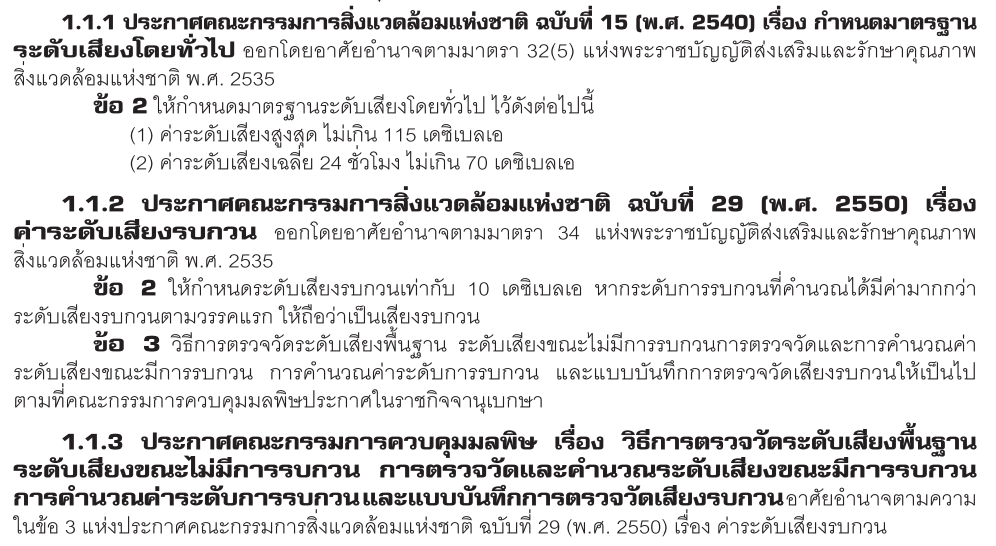 1.1.1 ประกาศคณะกรรมการสิ่งแวดล้อมแห่งชาติ ฉบับที่ 15 (พ.ศ. 2540) เรื่อง กำหนดมาตรฐาน
ระดับเสียงโดยทั่วไป ออกโดยอาศัยอำนาจตามมาตรา 32(5) แห่งพระราชบัญญัติส่งเสริมและรักษาคุณภาพ
สิ่งแวดล้อมแห่งชาติ พ.ศ. 2535
ข้อ 2 ให้กำหนดมาตรฐานระดับเสียงโดยทั่วไป ไว้ดังต่อไปนี้
(1) ค่าระดับเสียงสูงสุด ไม่เกิน 115 เดซิเบลเอ
(2) ค่าระดับเสียงเฉลี่ย 24 ชั่วโมง ไม่เกิน 70 เดซิเบลเอ
1.1.2 ประกาศคณะกรรมการสิ่งแวดล้อมแห่งชาติ ฉบับที่ 29 (พ.ศ. 2550) เรื่อง
ค่าระดับเสียงรบกวน ออกโดยอาศัยอำนาจตามมาตรา 34 แห่งพระราชบัญญัติส่งเสริมและรักษาคุณภาพ
สิ่งแวดล้อมแห่งชาติ พ.ศ. 2535
ข้อ 2 ให้กำหนดระดับเสียงรบกวนเท่ากับ 10 เดซิเบลเอ หากระดับการรบกวนที่คำนวณได้มีค่ามากกว่า
ระดับเสียงรบกวนตามวรรคแรก ให้ถือว่าเป็นเสียงรบกวน
ข้อ 3 วิธีการตรวจวัดระดับเสียงพื้นฐาน ระดับเสียงขณะไม่มีการรบกวนการตรวจวัดและการคำนวณค่า
ระดับเสียงขณะมีการรบกวน การคำนวณค่าระดับการรบกวน และแบบบันทึกการตรวจวัดเสียงรบกวนให้เป็นไป
ตามที่คณะกรรมการควบคุมมลพิษประกาศในราชกิจจานุเบกษา
1.1.3 ประกาศคณะกรรมการควบคุมมลพิษ เรื่อง วิธีการตรวจวัดระดับเสียงพื้นฐาน
ระดับเสียงขณะไม่มีการรบกวน การตรวจวัดและคำนวณระดับเสียงขณะมีการรบกวน
การคำนวณค่าระดับการรบกวน และแบบบันทึกการตรวจวัดเสียงรบกวน อาศัยอำนาจตามความ
ในข้อ 3 แห่งประกาศคณะกรรมการสิ่งแวดล้อมแห่งชาติ ฉบับที่ 29 (พ.ศ. 2550) เรื่อง ค่าระดับเสียงรบกวน